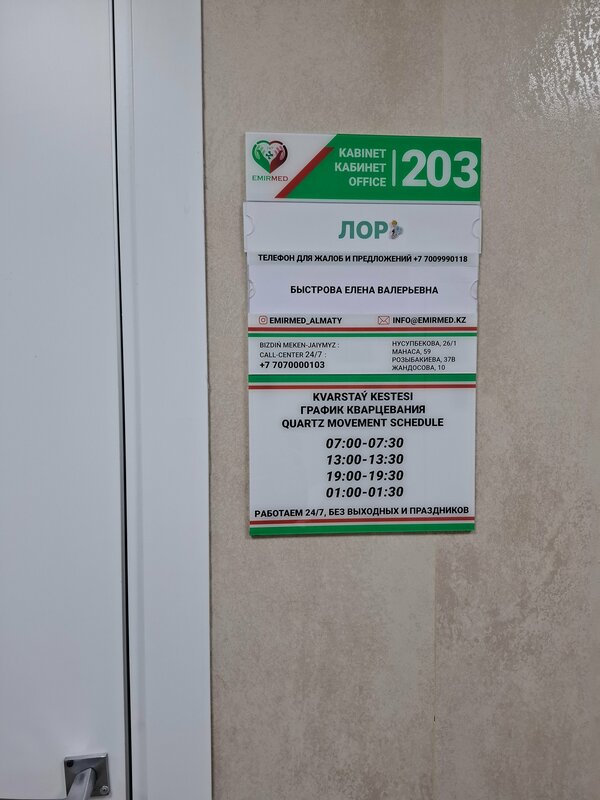 EMIRMED
KABINET
КАБИНЕТ
OFFICE
203
ЛОР
ТЕЛЕФОН ДЛЯ ЖАЛОБ И ПРЕДЛОЖЕНИЙ +7 7009990118
БЫСТРОВА ЕЛЕНА ВАЛЕРЬЕВНА
EMIRMED_ALMATY
INFO@EMIRMED.KZ
BIZDIŃ MEKEN-JAIYMYZ :
CALL-CENTER 24/7 :
+7 7070000103
НУСУПБЕКОВА, 26/1
МАНАСА, 59
РОЗЫБАКИЕВА, 37В
ЖАНДОСОВА, 10
KVARSTAÝ KESTESI
ГРАФИК КВАРЦЕВАНИЯ
QUARTZ MOVEMENT SCHEDULE
07:00-07:30
13:00-13:30
19:00-19:30
01:00-01:30
РАБОТАЕМ 24/7, БЕЗ ВЫХОДНЫХ И ПРАЗДНИКОВ